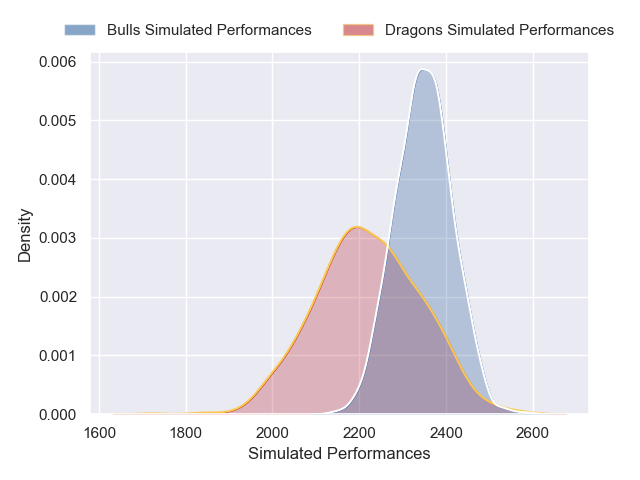 Bulls Simulated Performances Dragons Simulated Performances
0.006
0.005
0.004
0.003
0.002
0.001
0.000
Density
1600 1800 2000 2200 2400 2600
Simulated Performances